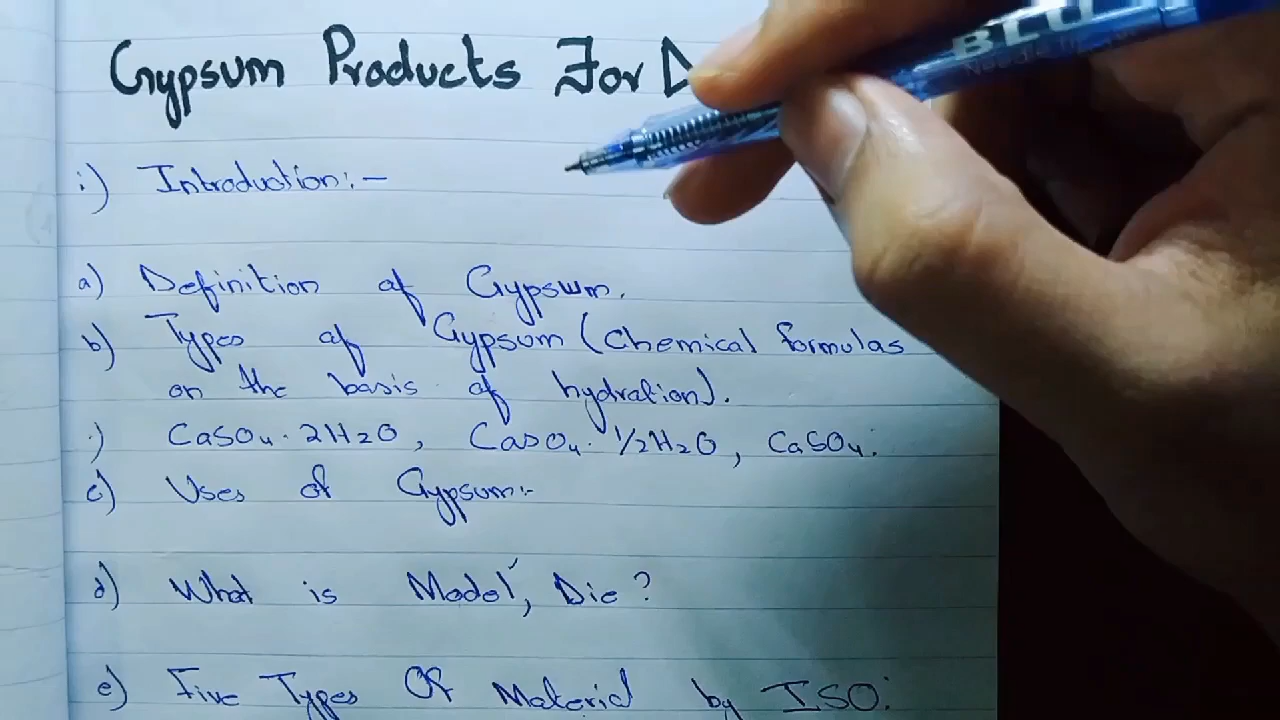 Gypsum Products For D
BLU
i) Introduction:-
a) Definition of Gypsum.
b) Types of Gypsum (Chemical formulas
on the basis of hydration).
CaSO4·2H2O, CaSO4·1/2H2O, CaSO4.
c) Uses of Gypsum:-
d) What is Model, Die?
e) Five Types Of Material by ISO: